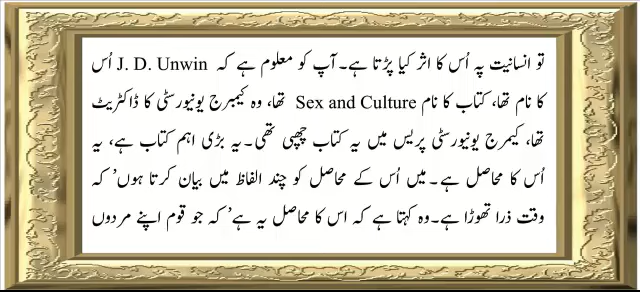 تو انسانیت پہ اُس کا اثر کیا پڑتا ہے۔آپ کو معلوم ہے کہ J. D. Unwin اُس
کا نام تھا، کتاب کا نام Sex and Culture تھا، وہ کیمبرج یونیورسٹی کا ڈاکٹریٹ
تھا، کیمرج یونیورسٹی پریس میں یہ کتاب چھپی تھی۔یہ بڑی اہم کتاب ہے، یہ
اُس کا محاصل ہے۔میں اُس کے محاصل کو چند الفاظ میں بیان کرتا ہوں‘ کہ
وقت ذرا تھوڑا ہے۔وہ کہتا ہے کہ اس کا محاصل یہ ہے‘ کہ جو قوم اپنے مردوں